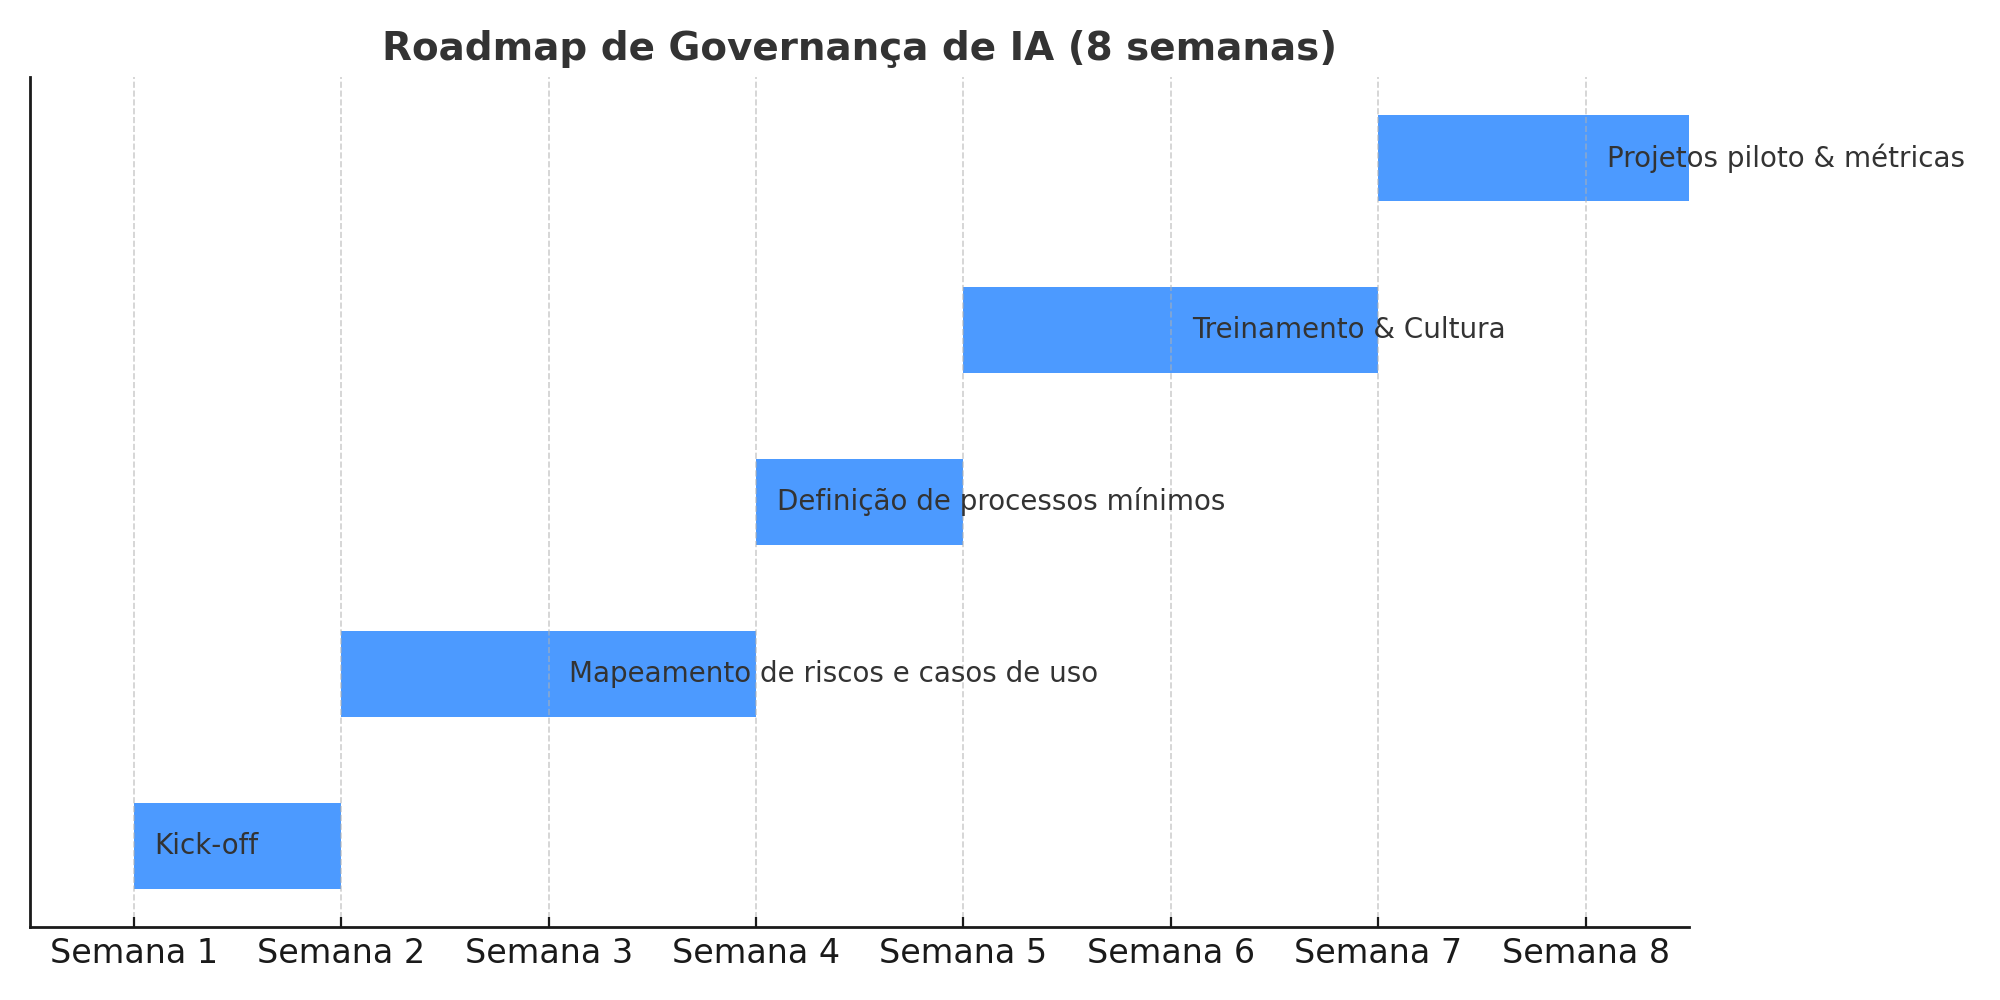 Roadmap de Governança de IA (8 semanas)
Projetos piloto & métricas
Treinamento & Cultura
Definição de processos mínimos
Mapeamento de riscos e casos de uso
Kick-off
Semana 1 Semana 2 Semana 3 Semana 4 Semana 5 Semana 6 Semana 7 Semana 8